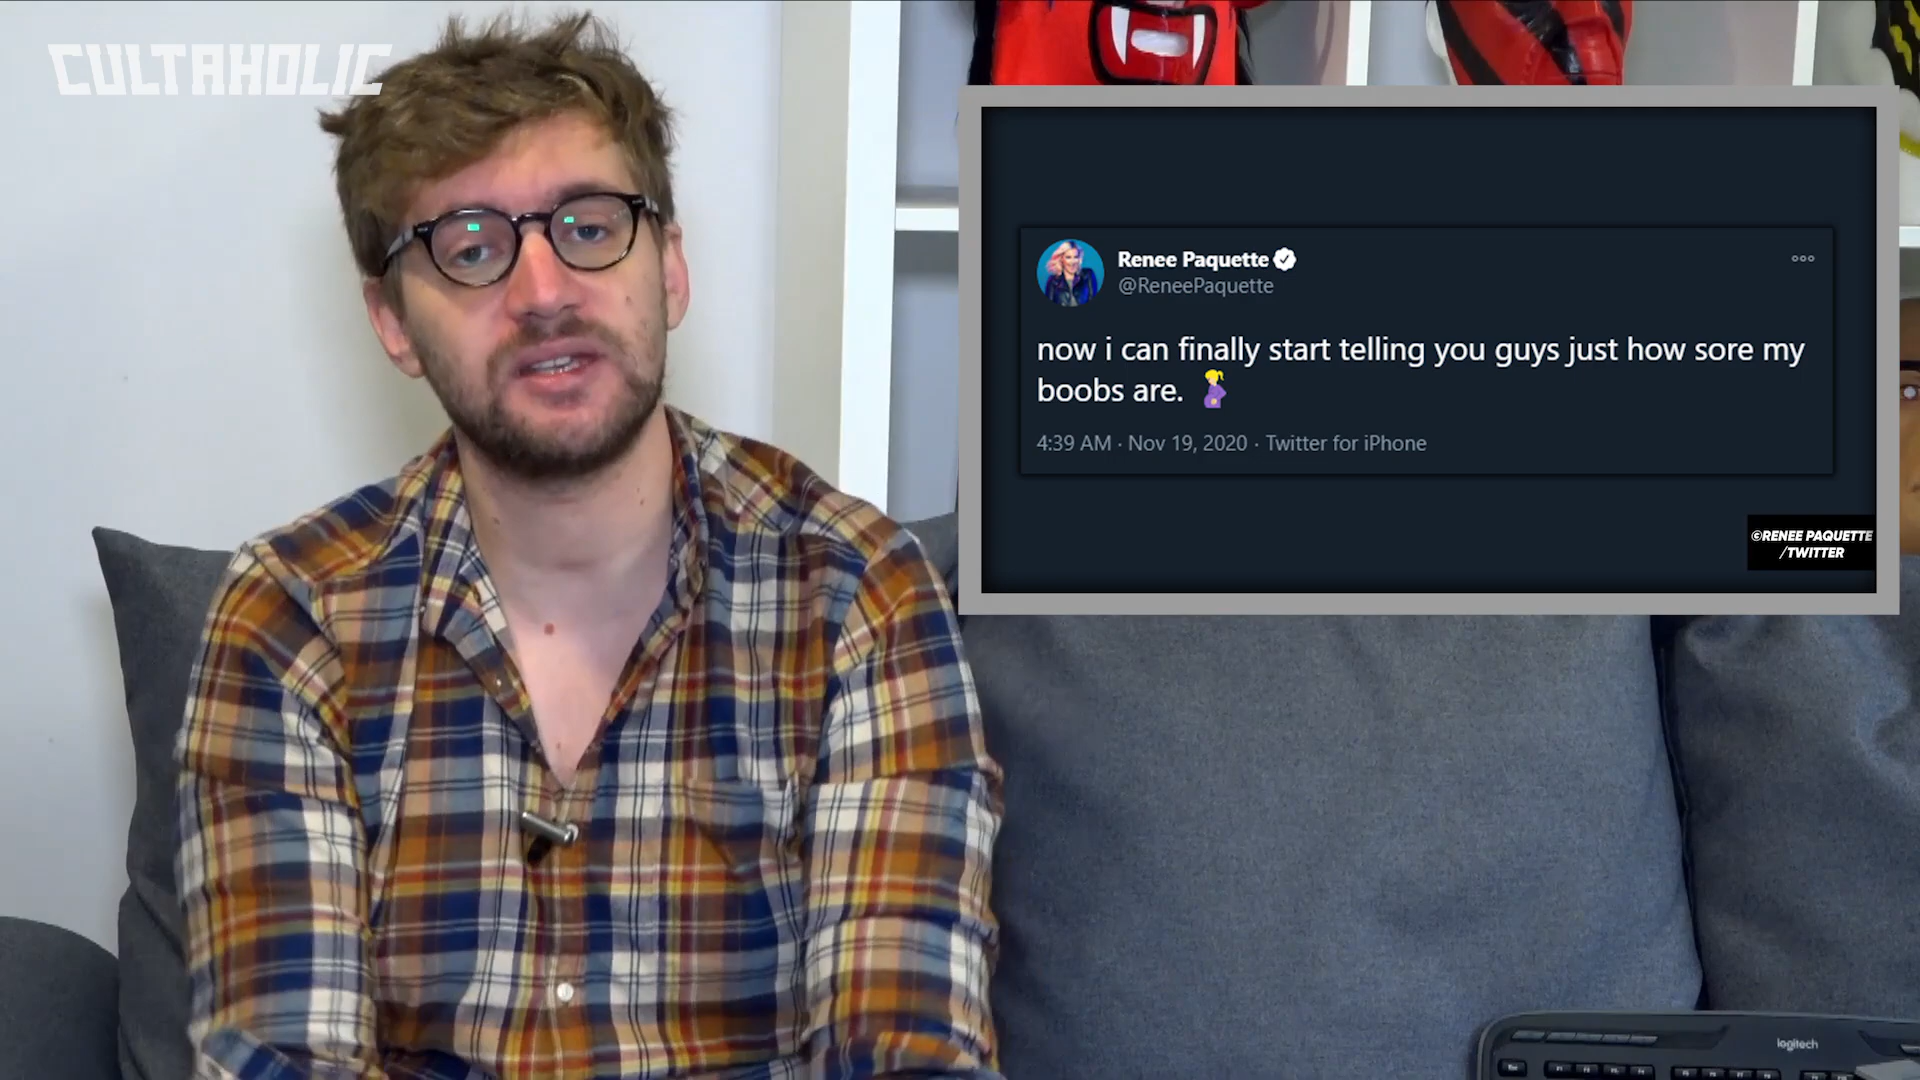 CULTAHOLIC
Renee Paquette
@ReneePaquette
now i can finally start telling you guys just how sore my
boobs are.
4:39 AM · Nov 19, 2020 · Twitter for iPhone
©RENEE PAQUETTE
/TWITTER
logitech